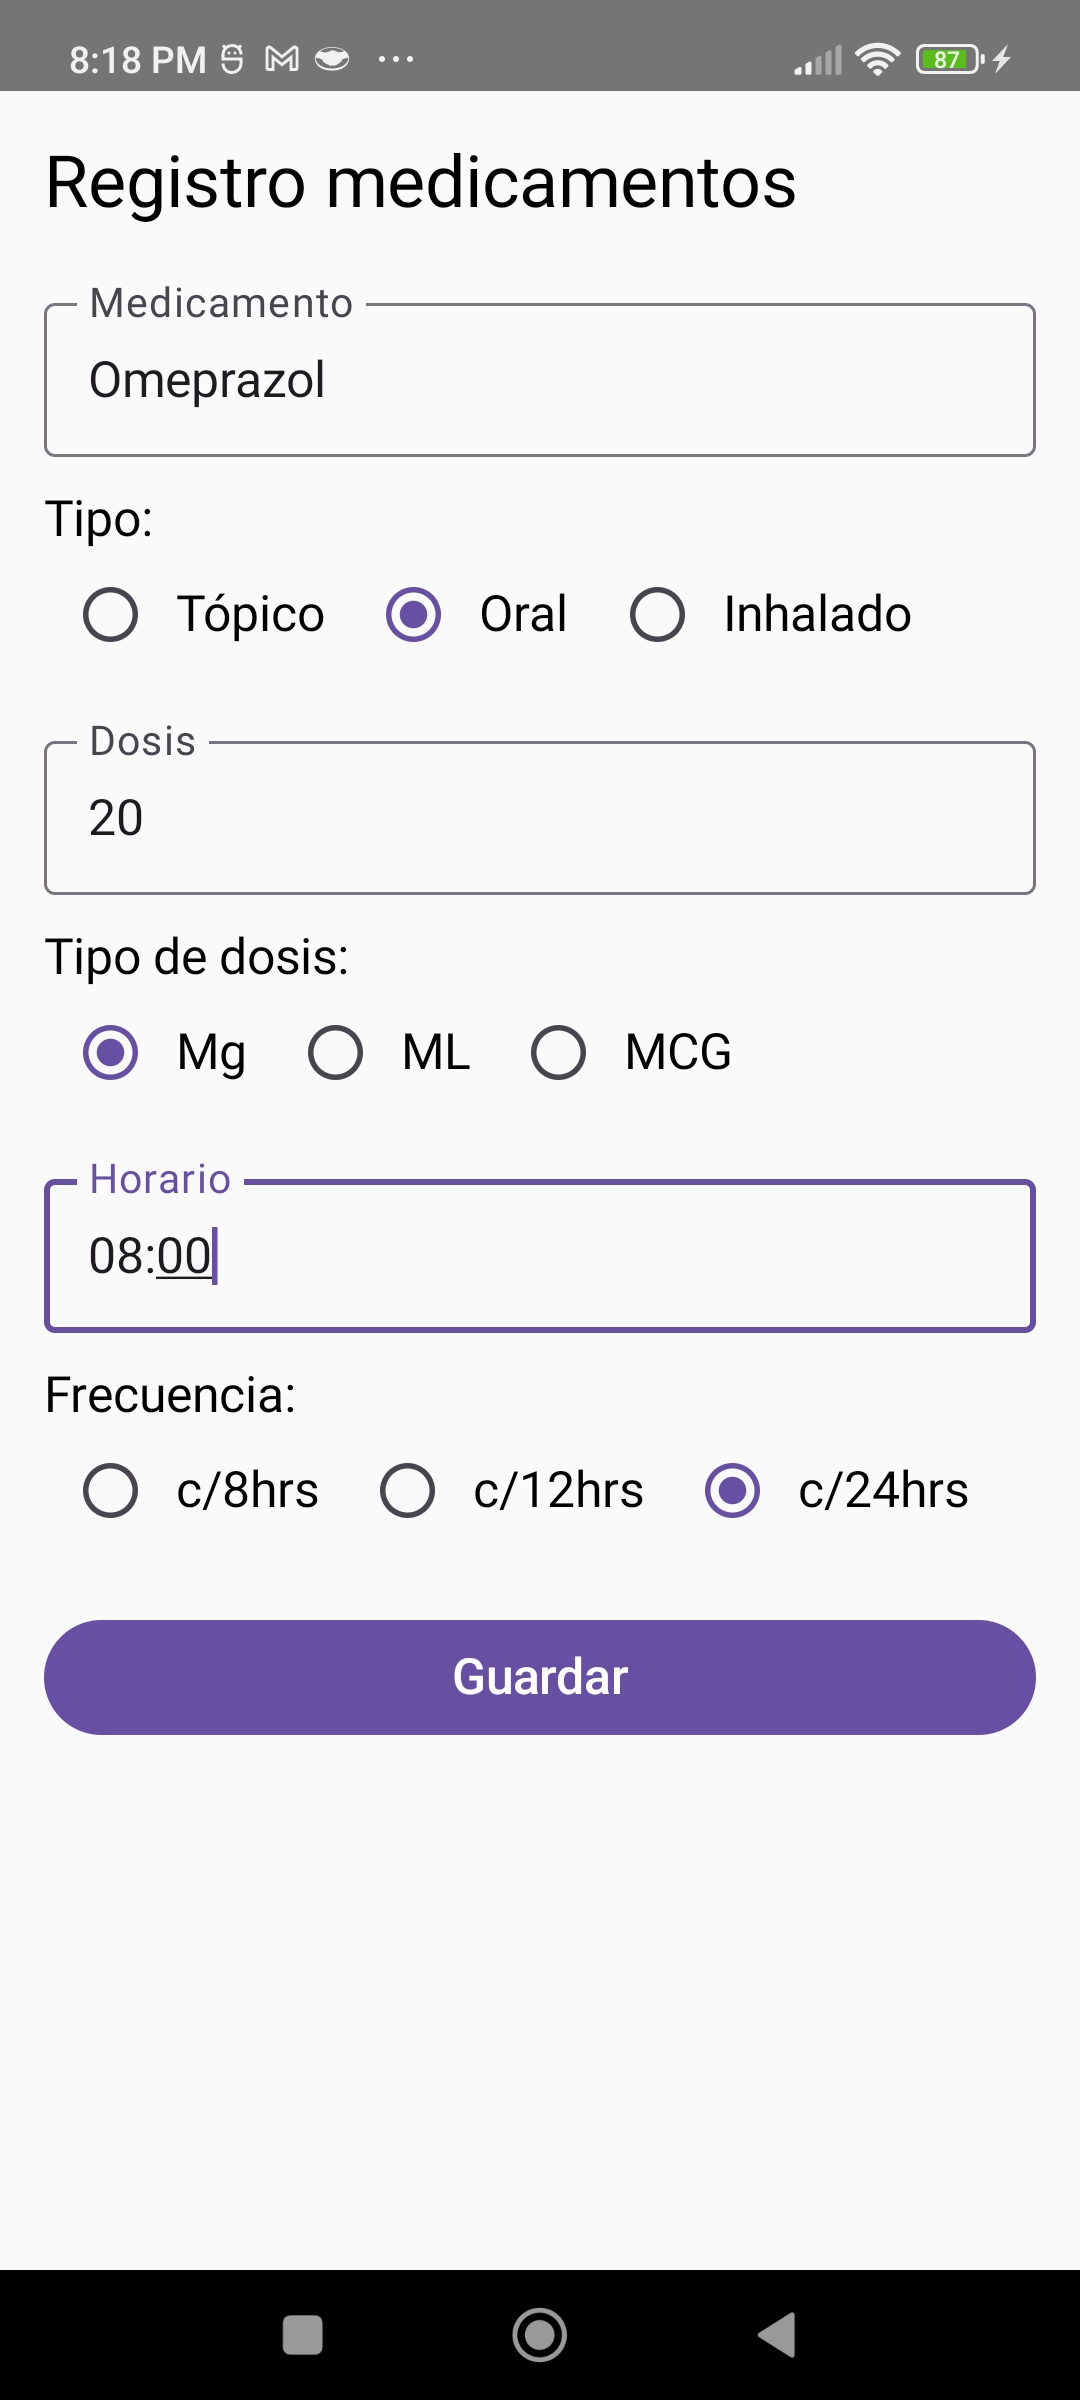 8:18 PM
87
Registro medicamentos
Medicamento
Omeprazol
Tipo:
Tópico Oral Inhalado
Dosis
20
Tipo de dosis:
Mg ML MCG
Horario
08:00
Frecuencia:
c/8hrs c/12hrs c/24hrs
Guardar